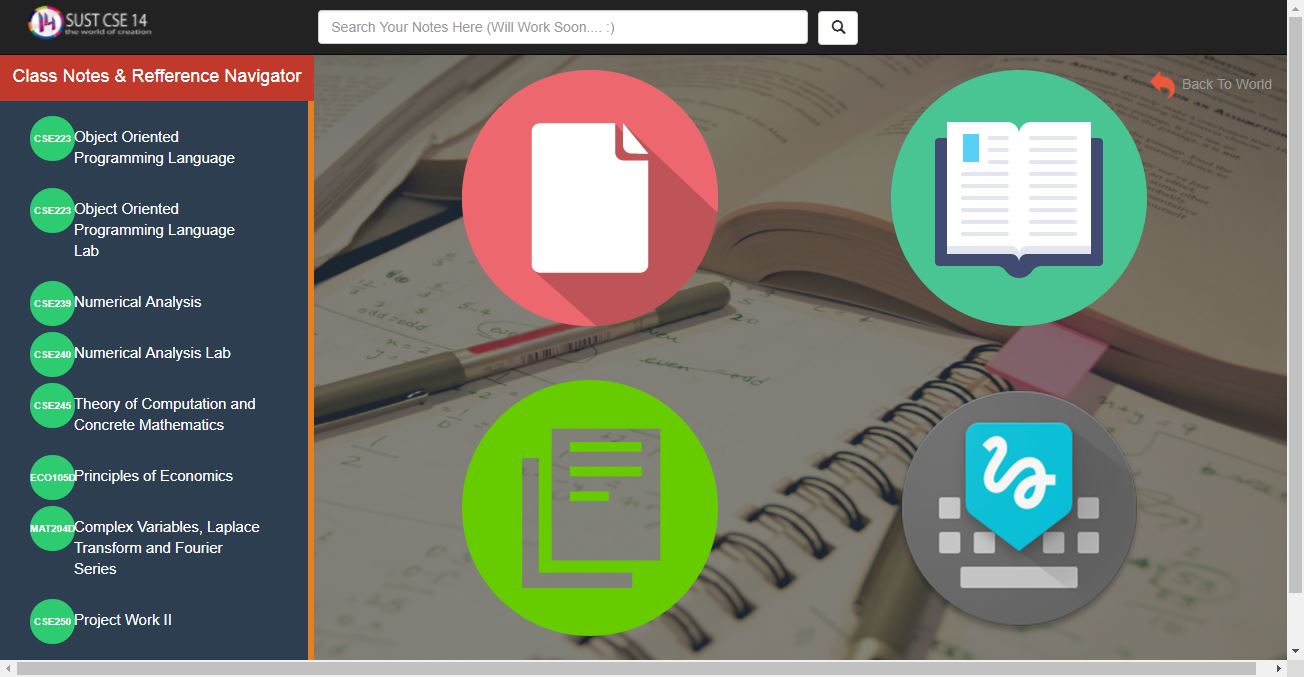 SUST CSE 14
the world of creation
Search Your Notes Here (Will Work Soon.... :)
Class Notes & Refference Navigator
Back To World
CSE223 Object Oriented
Programming Language
CSE223 Object Oriented
Programming Language
Lab
CSE239 Numerical Analysis
CSE240 Numerical Analysis Lab
CSE245 Theory of Computation and
Concrete Mathematics
ECO105D Principles of Economics
MAT204D Complex Variables, Laplace
Transform and Fourier
Series
CSE250 Project Work II
even
odd